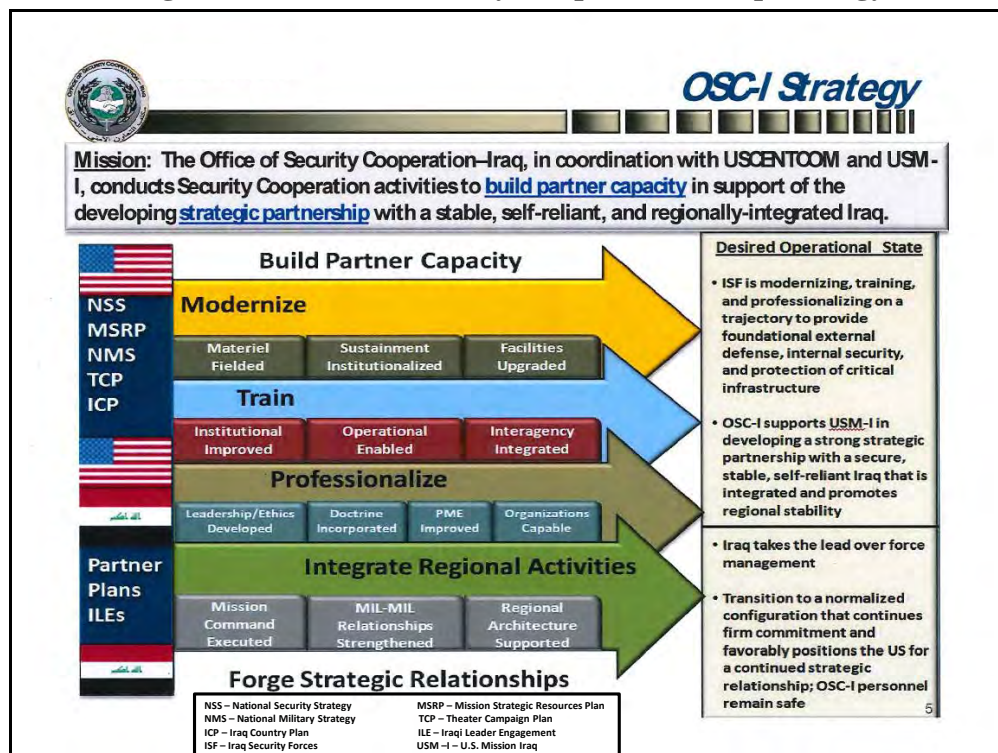 OSC-I Strategy
Mission: The Office of Security Cooperation–Iraq, in coordination with USCENTCOM and USM-
I, conducts Security Cooperation activities to build partner capacity in support of the
developing strategic partnership with a stable, self-reliant, and regionally-integrated Iraq.
Build Partner Capacity
NSS
MSRP
NMS
TCP
ICP
Partner
Plans
ILEs
Modernize
Materiel
Fielded
Sustainment
Institutionalized
Facilities
Upgraded
Train
Institutional
Improved
Operational
Enabled
Interagency
Integrated
Professionalize
Leadership/Ethics
Developed
Doctrine
Incorporated
PME
Improved
Organizations
Capable
Integrate Regional Activities
Mission
Command
Executed
MIL-MIL
Relationships
Strengthened
Regional
Architecture
Supported
Forge Strategic Relationships
Desired Operational State
• ISF is modernizing, training,
and professionalizing on a
trajectory to provide
foundational external
defense, internal security,
and protection of critical
infrastructure
• OSC-I supports USM-I in
developing a strong strategic
partnership with a secure,
stable, self-reliant Iraq that is
integrated and promotes
regional stability
• Iraq takes the lead over force
management
• Transition to a normalized
configuration that continues
firm commitment and
favorably positions the US for
a continued strategic
relationship; OSC-I personnel
remain safe
5
NSS – National Security Strategy
NMS – National Military Strategy
ICP – Iraq Country Plan
ISF – Iraq Security Forces
MSRP – Mission Strategic Resources Plan
TCP – Theater Campaign Plan
ILE – Iraqi Leader Engagement
USM –I – U.S. Mission Iraq